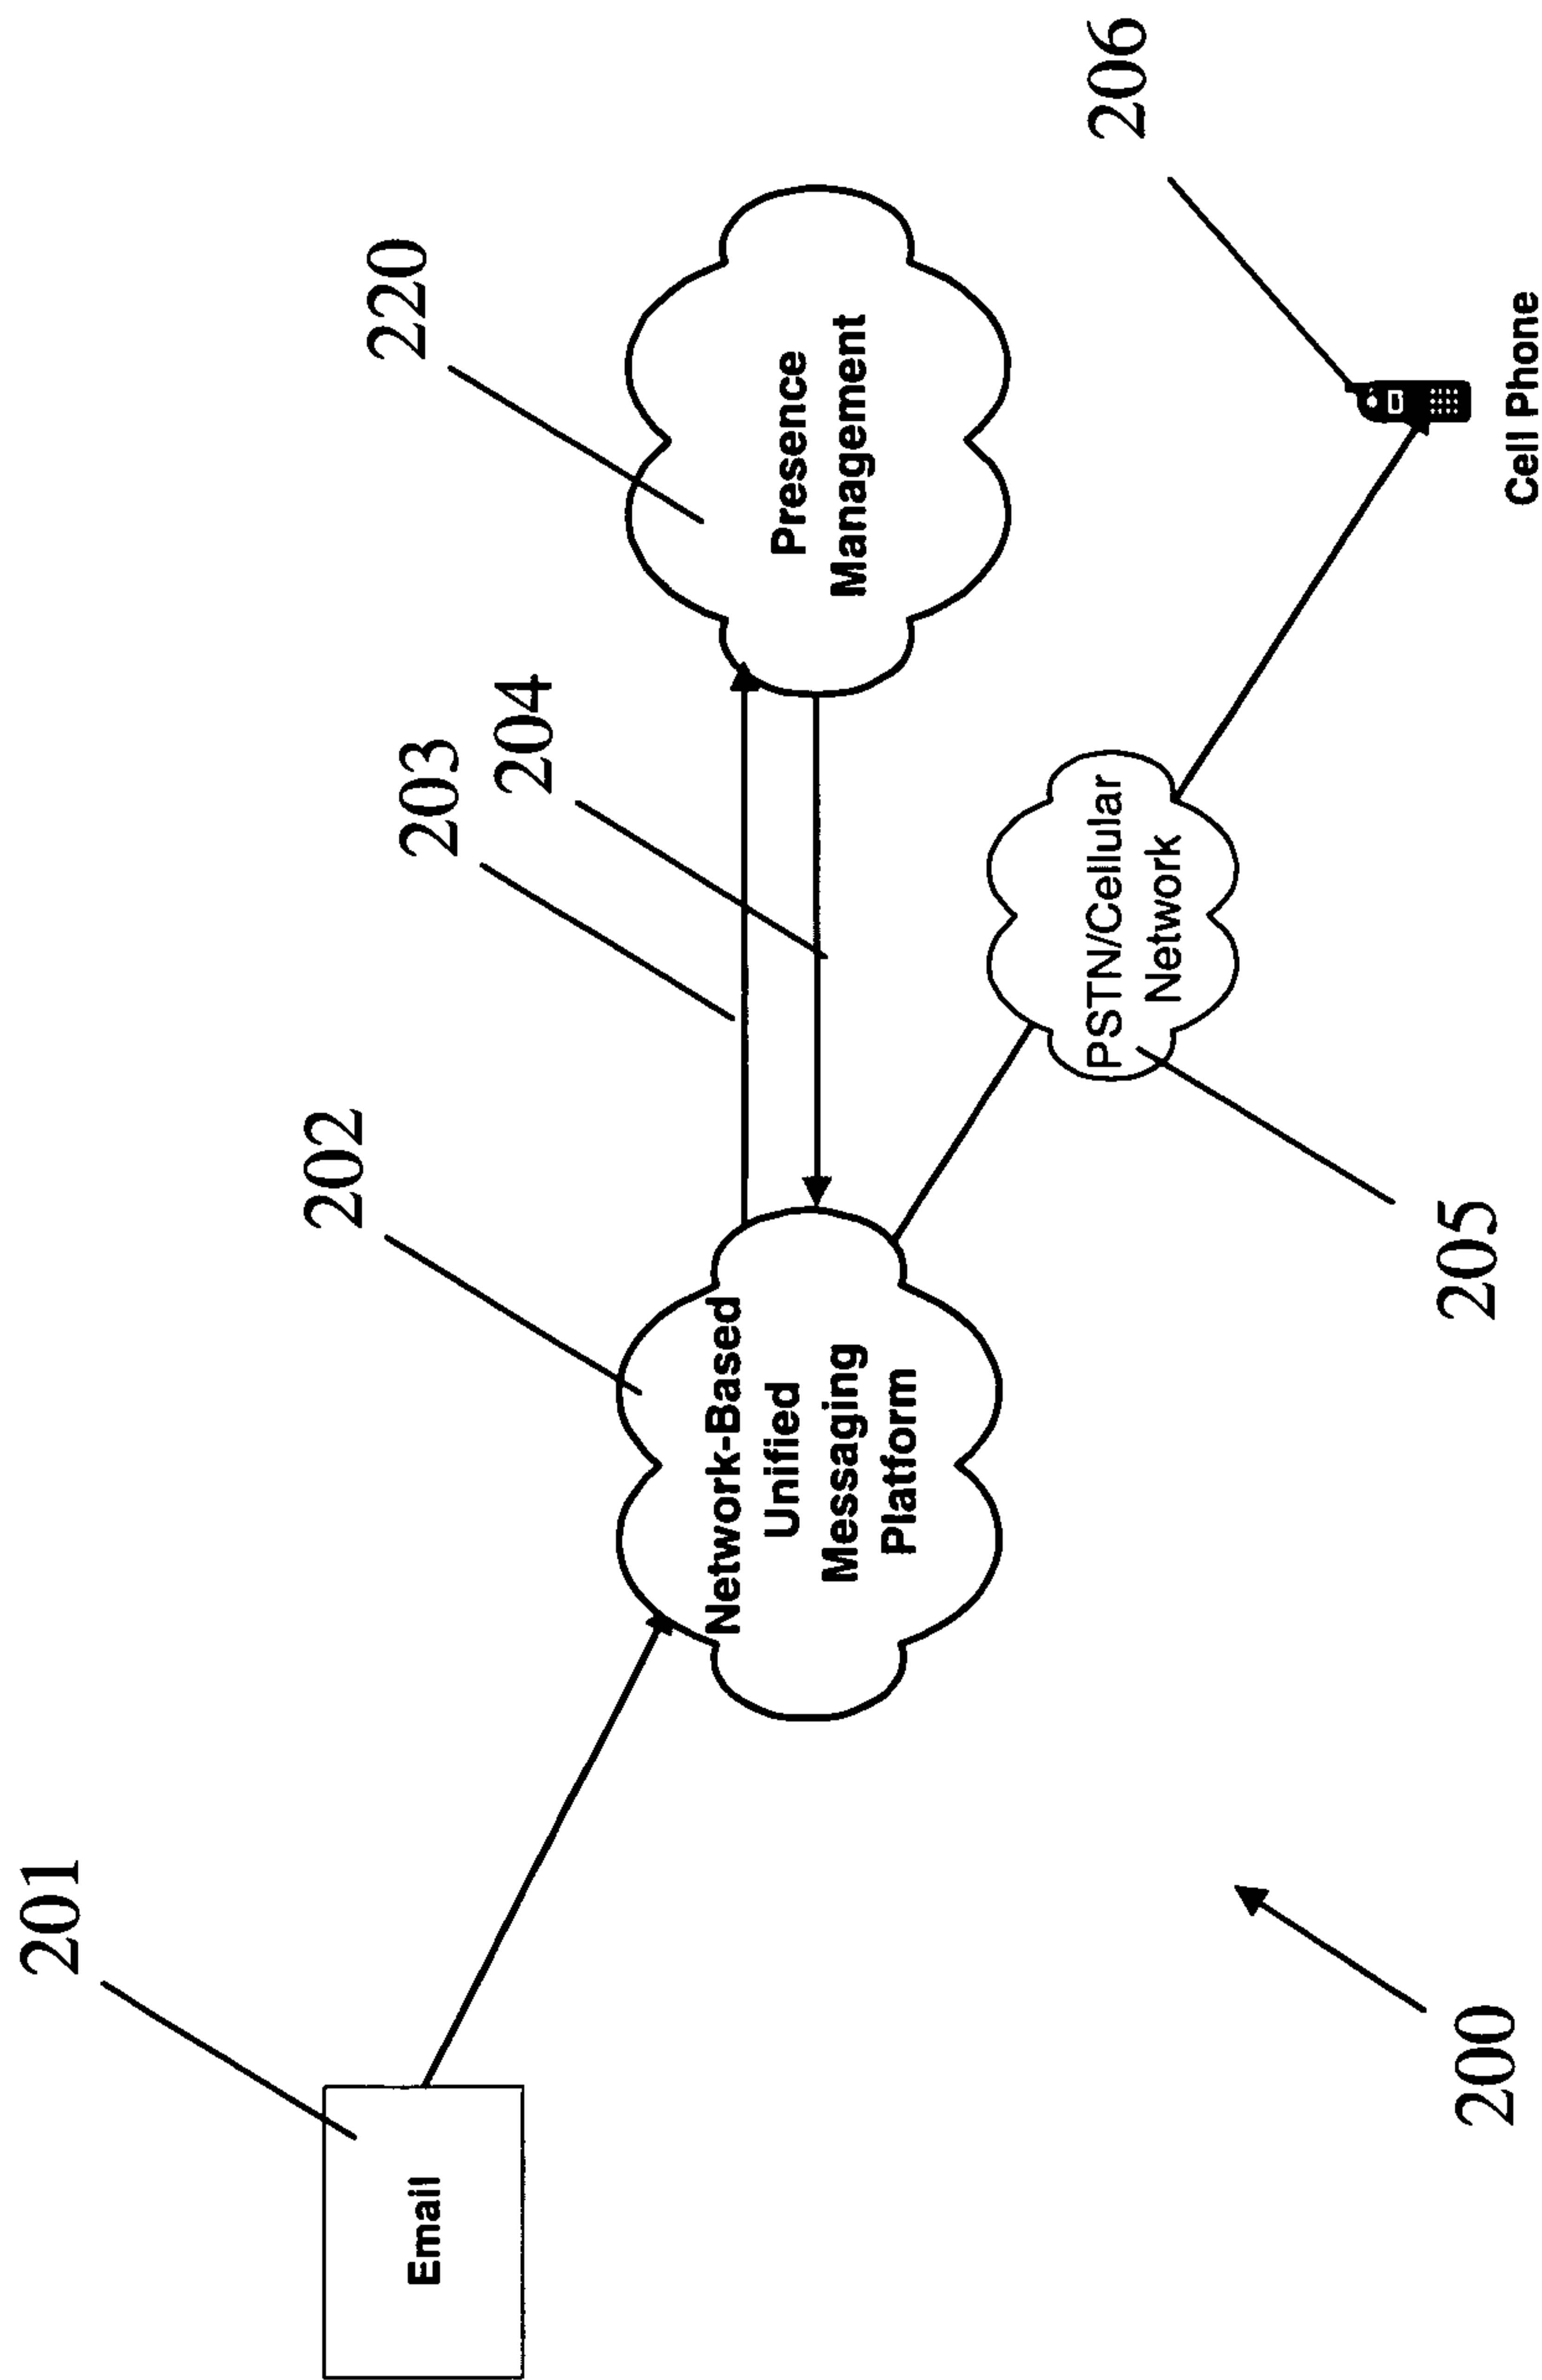 201
Email
202
Network-Based
Unified
Messaging
Platform
203
204
220
Presence
Management
PSTN/Cellular
Network
205
206
Cell Phone
200